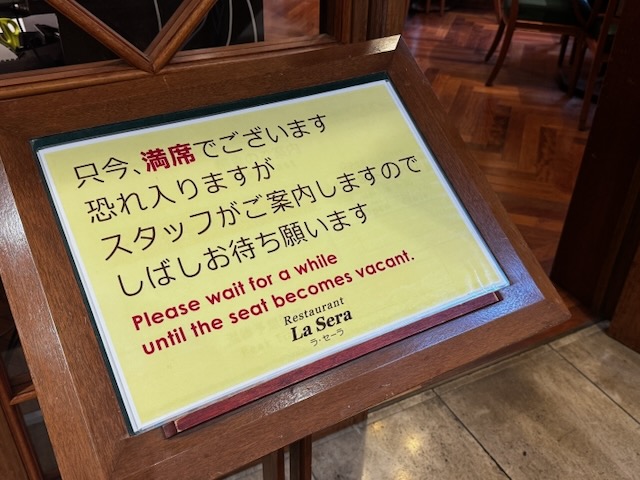 只今、満席でございます
恐れ入りますが
スタッフがご案内しますので
しばしお待ち願います
Please wait for a while
until the seat becomes vacant.
Restaurant
La Sera
ラ・セーラ